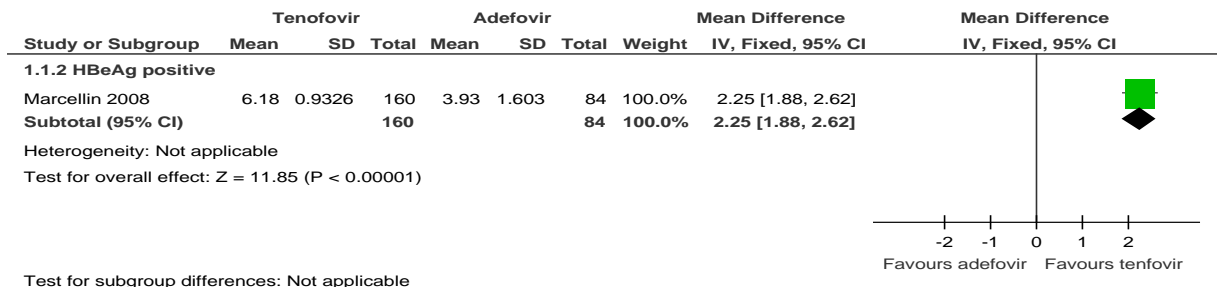 Tenofovir Adefovir Mean Difference Mean Difference
Study or Subgroup Mean SD Total Mean SD Total Weight IV, Fixed, 95% CI IV, Fixed, 95% CI
1.1.2 HBeAg positive
Marcellin 2008 6.18 0.9326 160 3.93 1.603 84 100.0% 2.25 [1.88, 2.62]
Subtotal (95% CI) 160 84 100.0% 2.25 [1.88, 2.62]
Heterogeneity: Not applicable
Test for overall effect: Z = 11.85 (P < 0.00001)
-2 -1 0 1 2
Favours adefovir Favours tenfovir
Test for subgroup differences: Not applicable